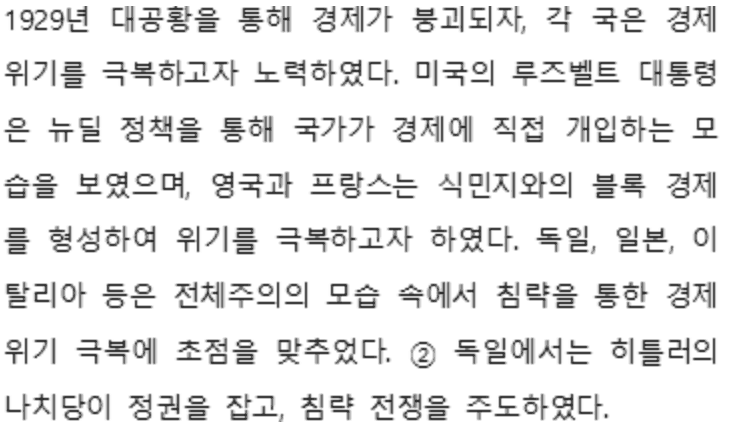 1929년 대공황을 통해 경제가 붕괴되자, 각 국은 경제
위기를 극복하고자 노력하였다. 미국의 루즈벨트 대통령
은 뉴딜 정책을 통해 국가가 경제에 직접 개입하는 모
습을 보였으며, 영국과 프랑스는 식민지와의 블록 경제
를 형성하여 위기를 극복하고자 하였다. 독일, 일본, 이
탈리아 등은 전체주의의 모습 속에서 침략을 통한 경제
위기 극복에 초점을 맞추었다. ② 독일에서는 히틀러의
나치당이 정권을 잡고, 침략 전쟁을 주도하였다.